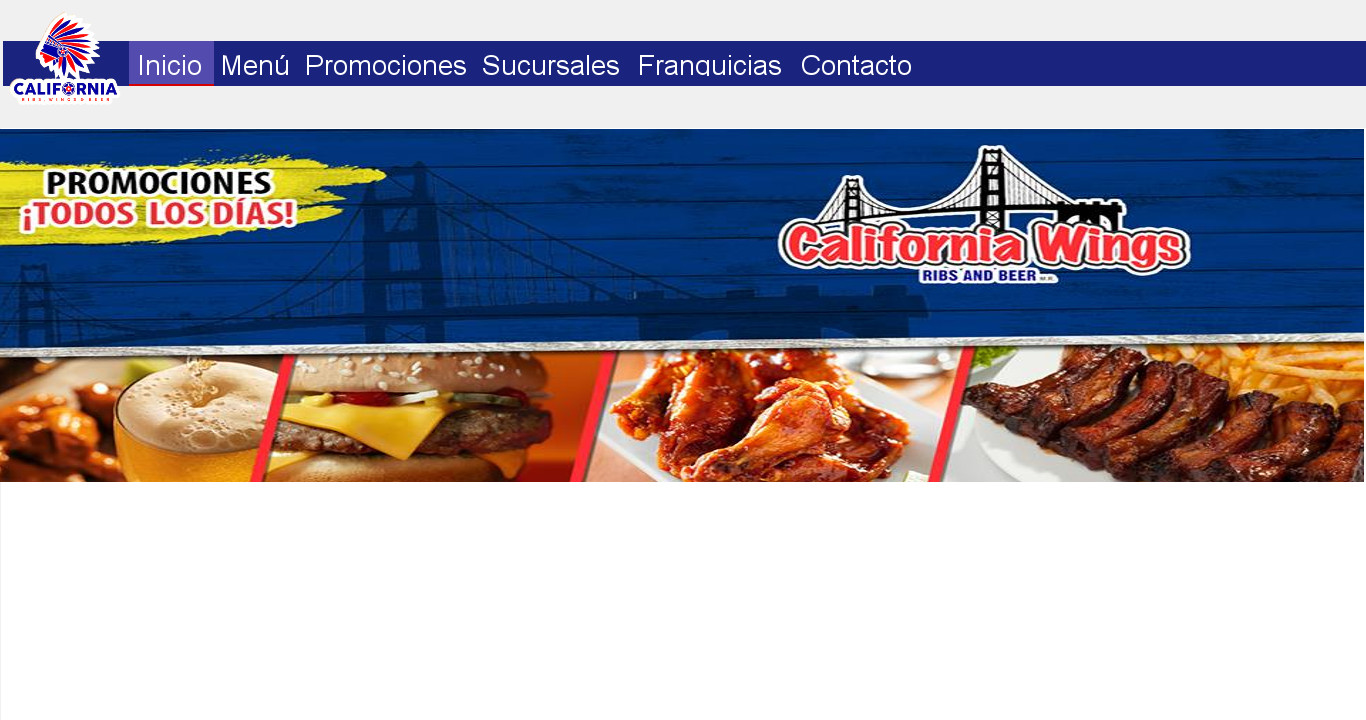 CALIFORNIA
RIBS, WINGS & BEER
Inicio Menú Promociones Sucursales Franquicias Contacto
PROMOCIONES
¡TODOS LOS DÍAS!
California Wings
RIBS AND BEER